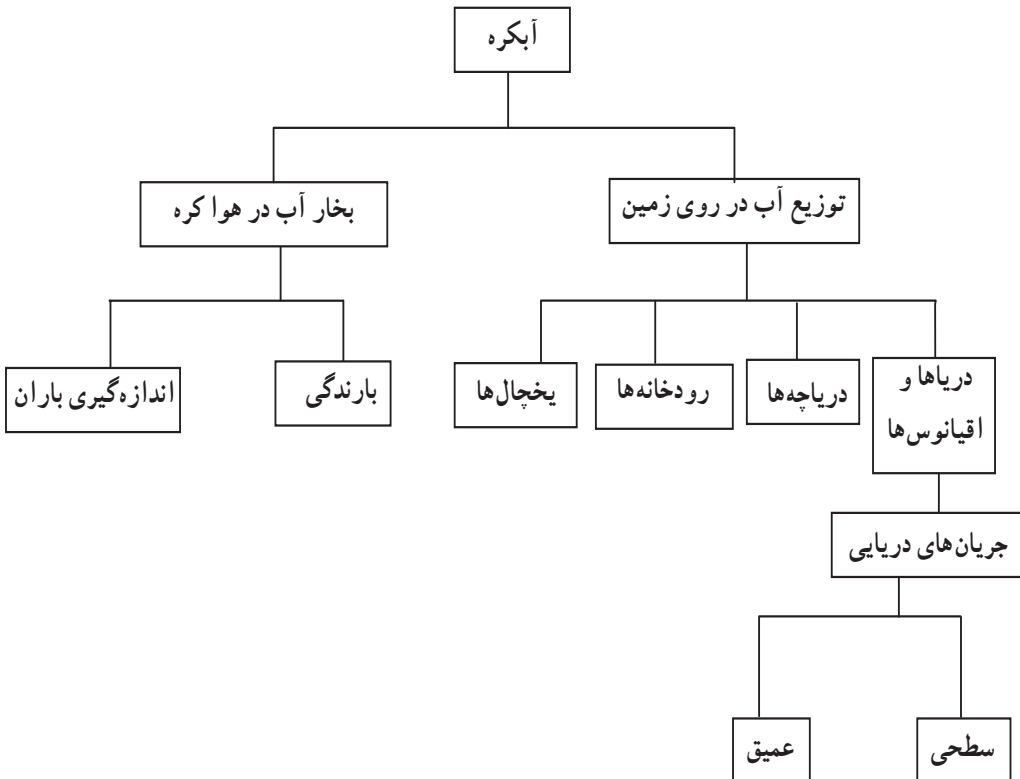 آبکره
توزیع آب در روی زمین
بخار آب در هوا کره
دریاها و
اقیانوس‌ها
دریاچه‌ها
رودخانه‌ها
یخچال‌ها
بارندگی
اندازه‌گیری باران
جریان‌های دریایی
سطحی
عمیق